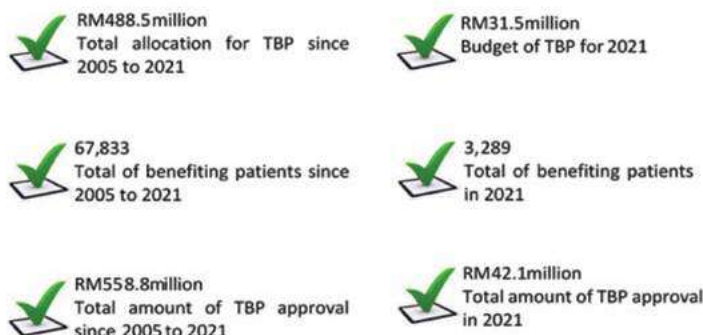 RM488.5million
Total allocation for TBP since
2005 to 2021
RM31.5million
Budget of TBP for 2021
67,833
Total of benefiting patients since
2005 to 2021
3,289
Total of benefiting patients
in 2021
RM558.8million
Total amount of TBP approval
since 2005 to 2021
RM42.1million
Total amount of TBP approval
in 2021